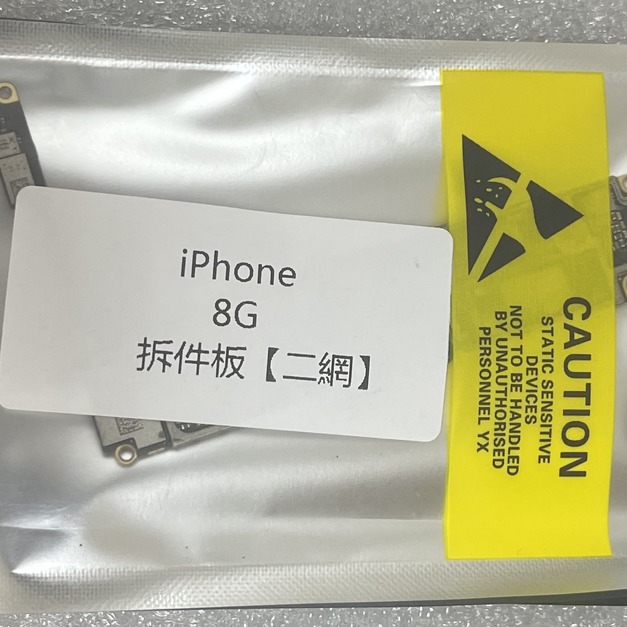 iPhone
8G
拆件板【二網】
CAUTION
STATIC SENSITIVE
DEVICES
NOT TO BE HANDLED
BY UNAUTHORISED
PERSONNEL YX